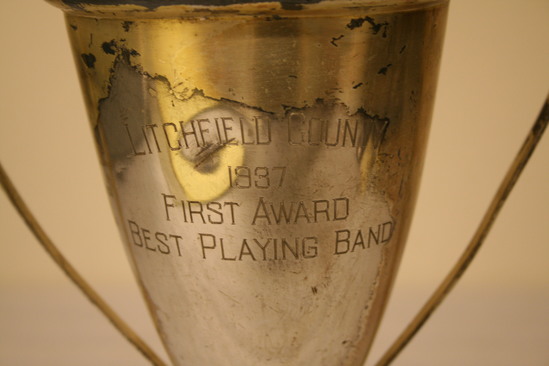 LITCHFIELD COUNTY
1937
FIRST AWARD
BEST PLAYING BAND